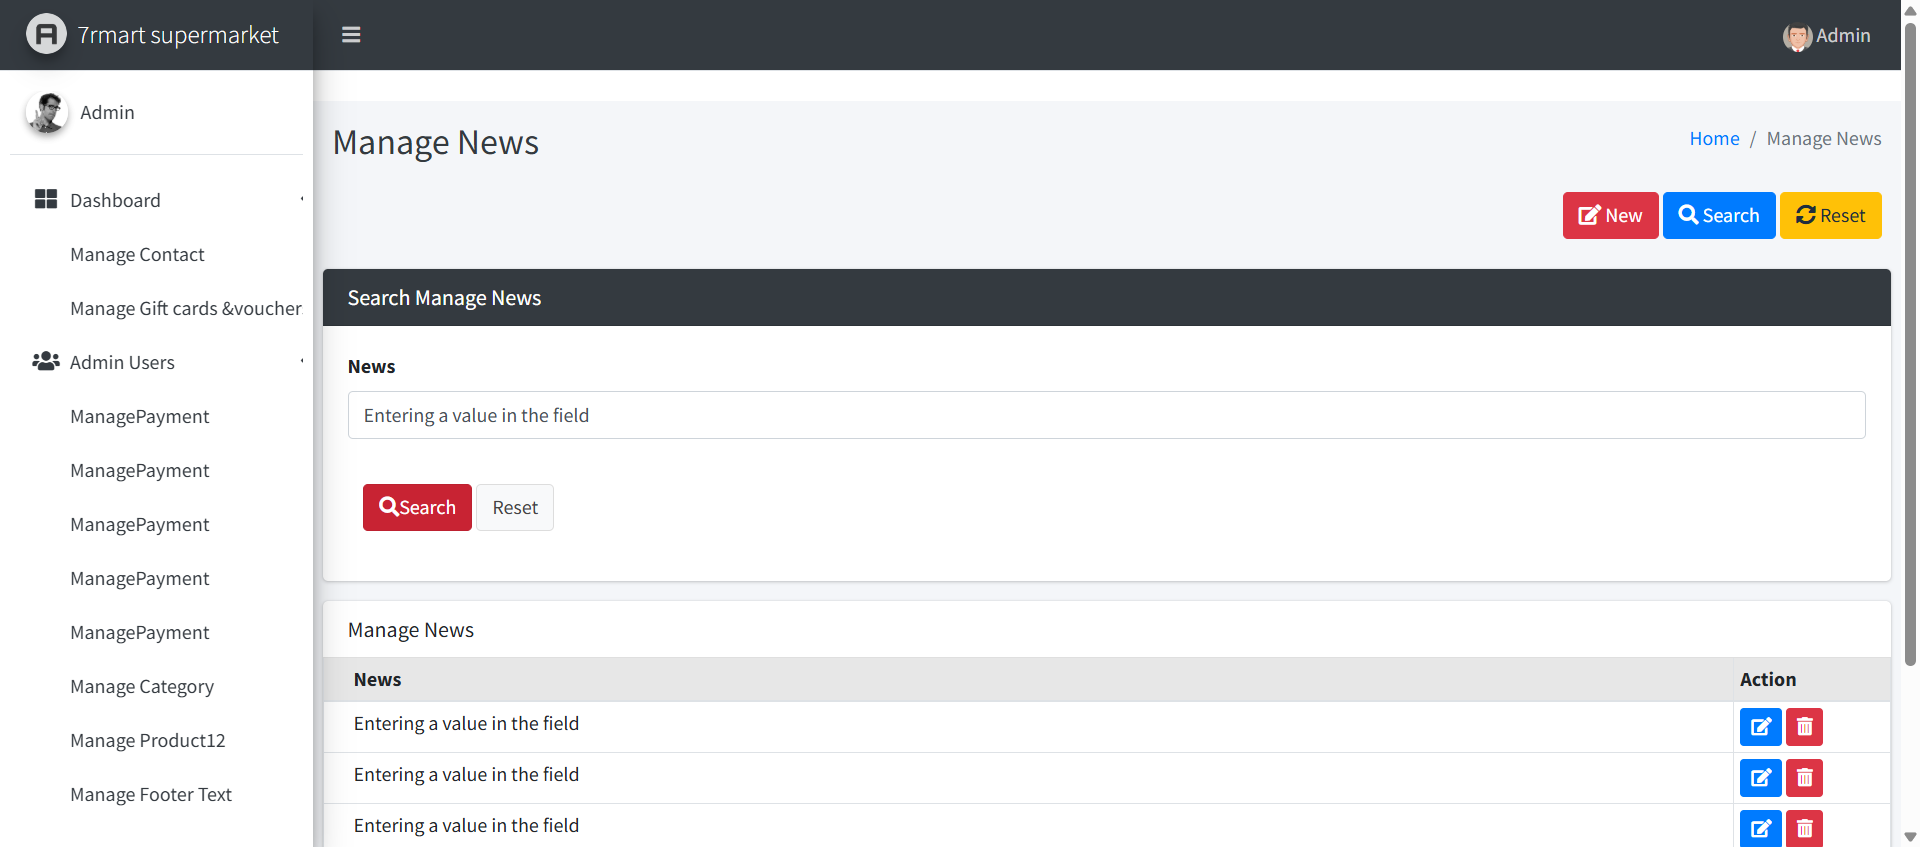 7rmart supermarket
Admin
Admin
Manage News
Home / Manage News
New
Search
Reset
Dashboard
Manage Contact
Manage Gift cards &voucher
Admin Users
ManagePayment
ManagePayment
ManagePayment
ManagePayment
ManagePayment
Manage Category
Manage Product12
Manage Footer Text
Search Manage News
News
Entering a value in the field
Search
Reset
Manage News
News Action
Entering a value in the field
Entering a value in the field
Entering a value in the field